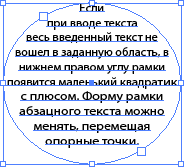 Если
при вводе текста
весь введенный текст не
вошел в заданную область, в
нижнем правом углу рамки
появится маленький квадратик
с плюсом. Форму рамки
абзацного текста можно
менять, перемещая
опорные точки.